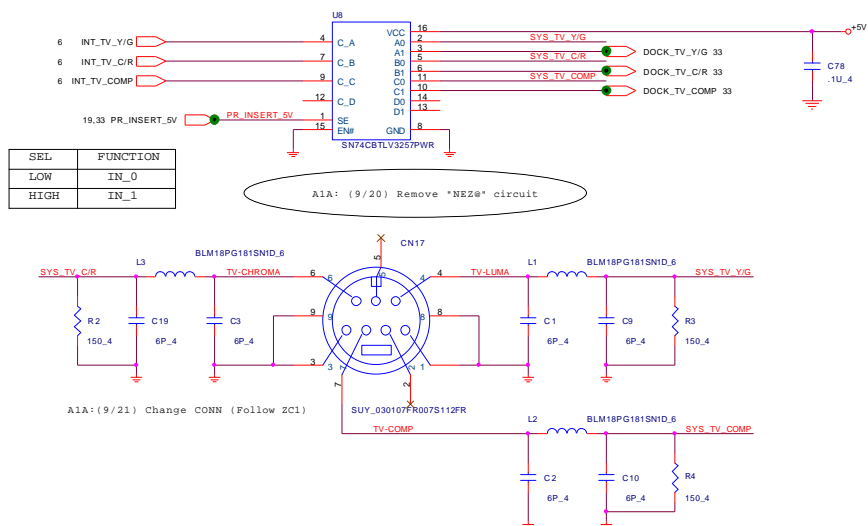 U8
6 INT_TV_Y/G 4 C_A VCC 16 +5V
A0 2 SYS_TV_Y/G
A1 3 DOCK_TV_Y/G 33
6 INT_TV_C/R 7 C_B B0 5 SYS_TV_C/R
B1 6 DOCK_TV_C/R 33
6 INT_TV_COMP 9 C_C C0 11 SYS_TV_COMP
C1 10 DOCK_TV_COMP 33
12 C_D D0 14
D1 13
C78
.1U_4
19,33 PR_INSERT_5V PR_INSERT_5V 1 SE
15 EN# GND 8
SN74CBTLV3257PWR
SEL FUNCTION
LOW IN_0
HIGH IN_1
A1A: (9/20) Remove "NEZ@" circuit
CN17
5
5
SYS_TV_C/R L3 BLM18PG181SN1D_6 TV-CHROMA 6 6
4 4 TV-LUMA L1 BLM18PG181SN1D_6 SYS_TV_Y/G
R2
150_4
C19
6P_4
C3
6P_4
9 9
8 8
C1
6P_4
C9
6P_4
R3
150_4
3 3
1 1
7 7
2 2
A1A:(9/21) Change CONN (Follow ZC1)
SUY_030107FR007S112FR
TV-COMP L2 BLM18PG181SN1D_6 SYS_TV_COMP
C2
6P_4
C10
6P_4
R4
150_4